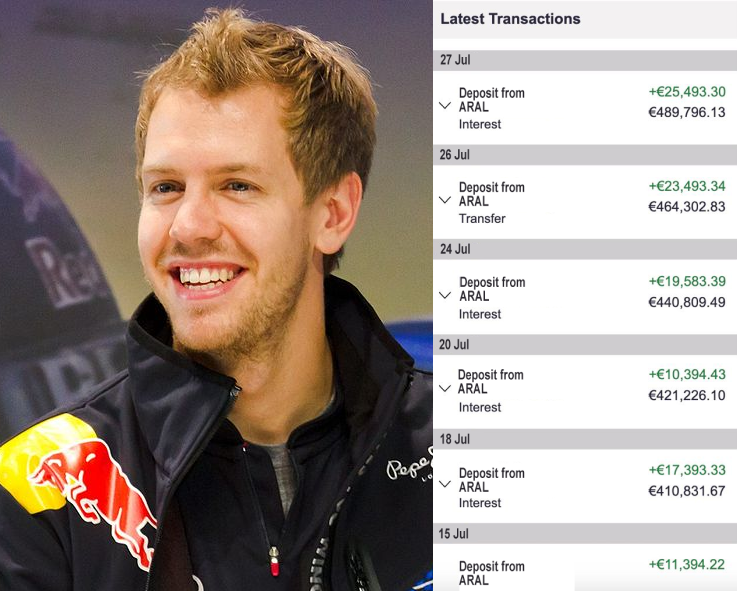 Red
Pepe
Latest Transactions
27 Jul
Deposit from +€25,493.30
ARAL €489,796.13
Interest
26 Jul
Deposit from +€23,493.34
ARAL €464,302.83
Transfer
24 Jul
Deposit from +€19,583.39
ARAL €440,809.49
Interest
20 Jul
Deposit from +€10,394.43
ARAL €421,226.10
Interest
18 Jul
Deposit from +€17,393.33
ARAL €410,831.67
Interest
15 Jul
Deposit from +€11,394.22
ARAL